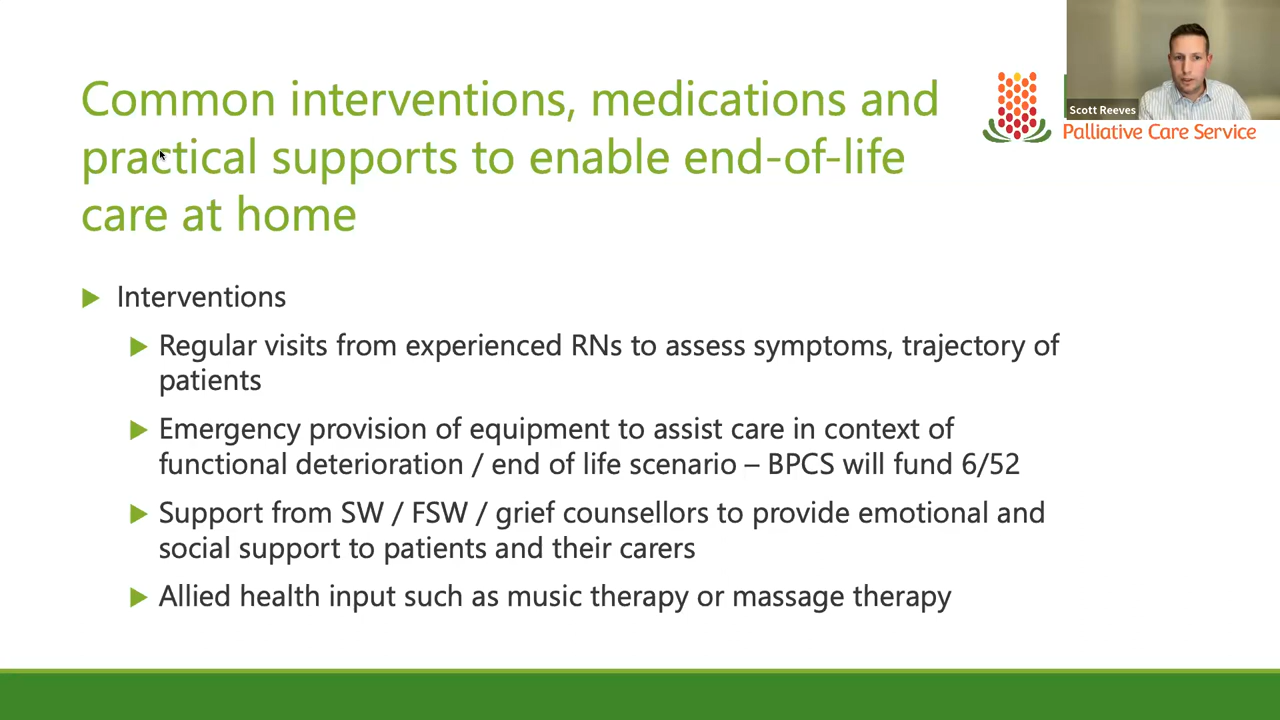 Common interventions, medications and
practical supports to enable end-of-life
care at home
Scott Reeves
Palliative Care Service
Interventions
Regular visits from experienced RNs to assess symptoms, trajectory of
patients
Emergency provision of equipment to assist care in context of
functional deterioration / end of life scenario – BPCS will fund 6/52
Support from SW / FSW / grief counsellors to provide emotional and
social support to patients and their carers
Allied health input such as music therapy or massage therapy